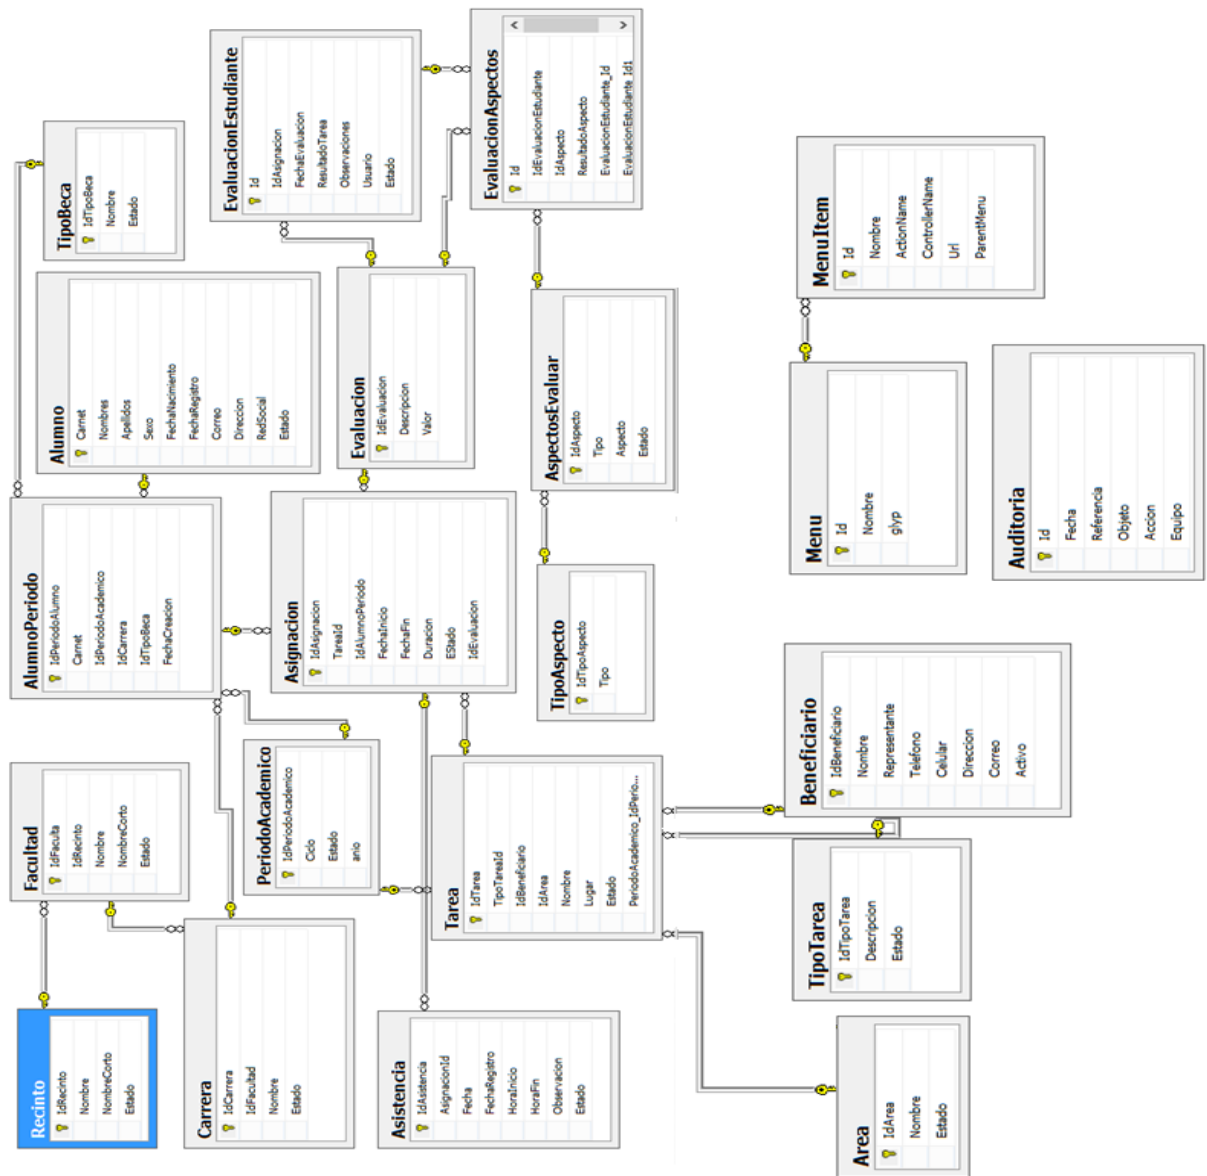 Recinto
IdRecinto
Nombre
NombreCorto
Estado
Facultad
IdFaculta
IdRecinto
Nombre
NombreCorto
Estado
AlumnoPeriodo
IdPeriodoAlumno
Carnet
IdPeriodoAcademico
IdCarrera
IdTipoBeca
FechaCreacion
Alumno
Carnet
Nombres
Apellidos
Sexo
FechaNacimiento
FechaRegistro
Correo
Direccion
RedSocial
Estado
TipoBeca
IdTipoBeca
Nombre
Estado
Carrera
IdCarrera
IdFacultad
Nombre
Estado
PeriodoAcademico
IdPeriodoAcademico
Ciclo
Estado
anio
Asignacion
IdAsignacion
TareaId
IdAlumnoPeriodo
FechaInicio
FechaFin
Duracion
EStado
IdEvaluacion
Evaluacion
IdEvaluacion
Descripcion
Valor
EvaluacionEstudiante
Id
IdAsignacion
FechaEvaluacion
ResultadoTarea
Observaciones
Usuario
Estado
Asistencia
IdAsistencia
AsignacionId
Fecha
FechaRegistro
HoraInicio
HoraFin
Observacion
Estado
Tarea
IdTarea
TipoTareaId
IdBeneficiario
IdArea
Nombre
Lugar
Estado
PeriodoAcademico_IdPerio...
TipoAspecto
IdTipoAspecto
Tipo
AspectosEvaluar
IdAspecto
Tipo
Aspecto
Estado
EvaluacionAspectos
Id
IdEvaluacionEstudiante
IdAspecto
ResultadoAspecto
EvaluacionEstudiante_Id
EvaluacionEstudiante_Id1
Area
IdArea
Nombre
Estado
TipoTarea
IdTipoTarea
Descripcion
Estado
Beneficiario
IdBeneficiario
Nombre
Representante
Telefono
Celular
Direccion
Correo
Activo
Menu
Id
Nombre
glyp
MenuItem
Id
Nombre
ActionName
ControllerName
Url
ParentMenu
Auditoria
Id
Fecha
Referencia
Objeto
Accion
Equipo